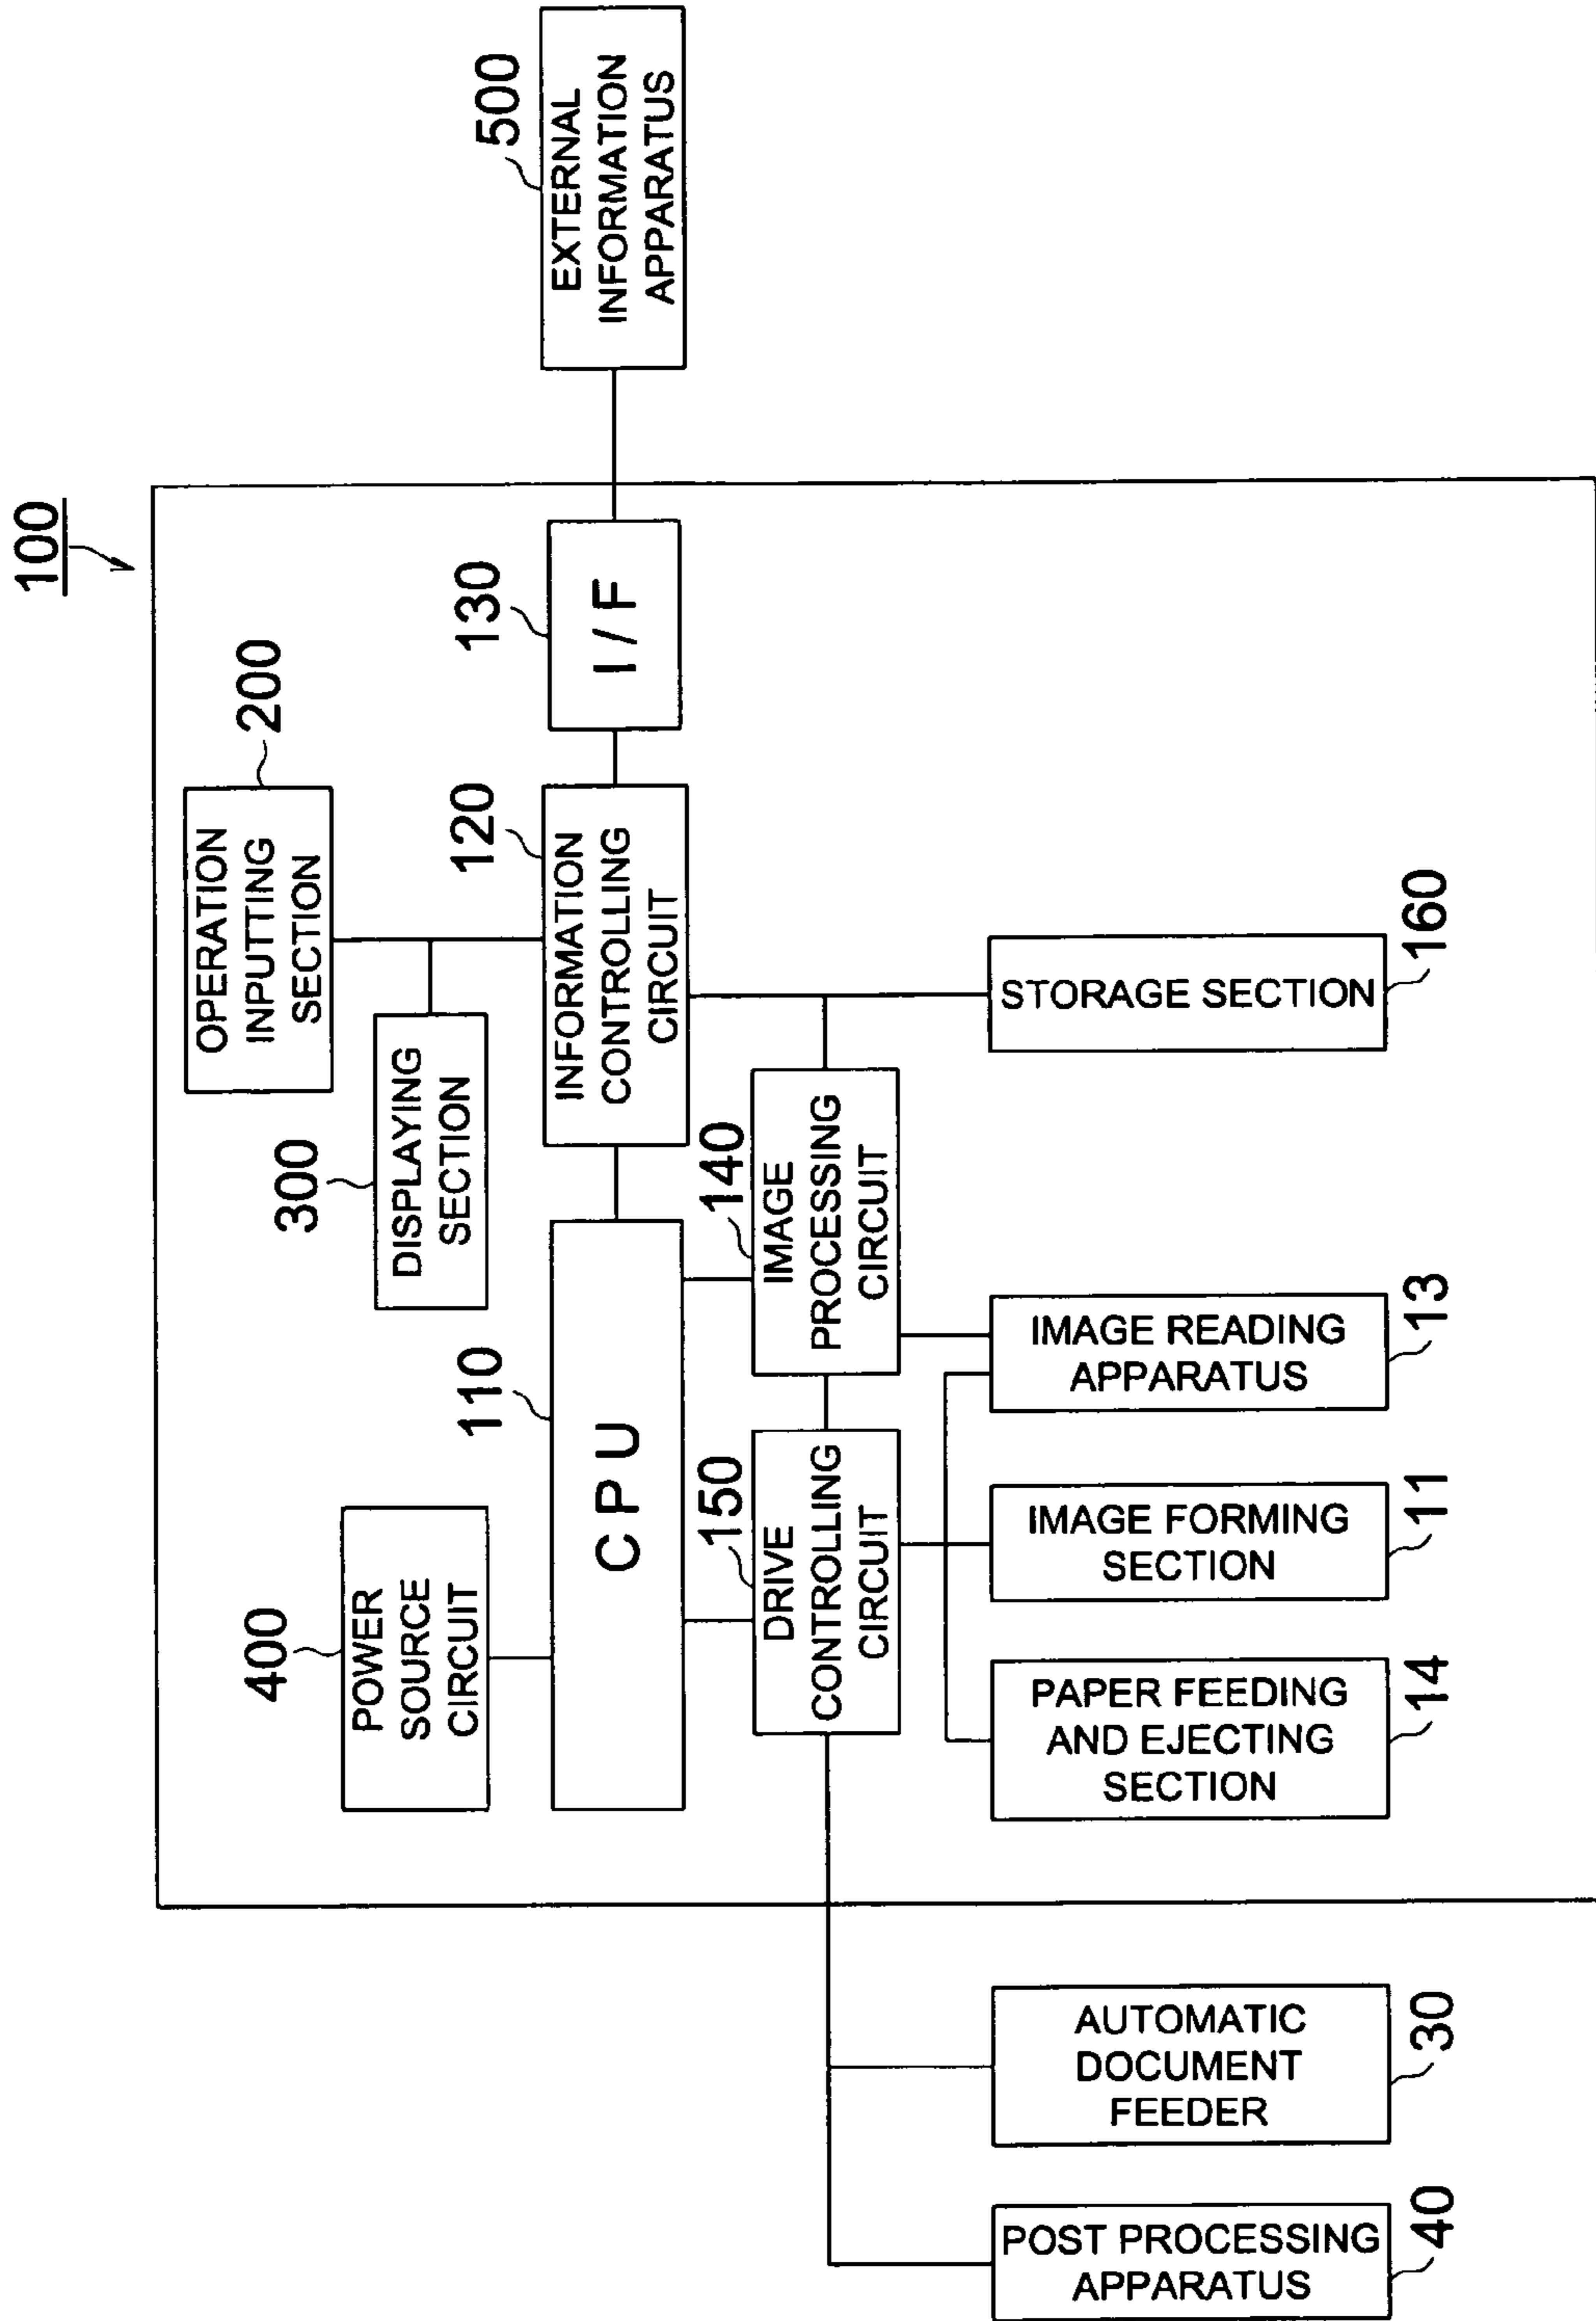 100
400
POWER
SOURCE
CIRCUIT
300
DISPLAYING
SECTION
OPERATION
INPUTTING
SECTION
200
110
CPU
120
INFORMATION
CONTROLLING
CIRCUIT
130
I / F
500
EXTERNAL
INFORMATION
APPARATUS
150
DRIVE
CONTROLLING
CIRCUIT
140
IMAGE
PROCESSING
CIRCUIT
POST PROCESSING
APPARATUS
40
AUTOMATIC
DOCUMENT
FEEDER
30
PAPER FEEDING
AND EJECTING
SECTION
14
IMAGE FORMING
SECTION
11
IMAGE READING
APPARATUS
13
STORAGE SECTION
160